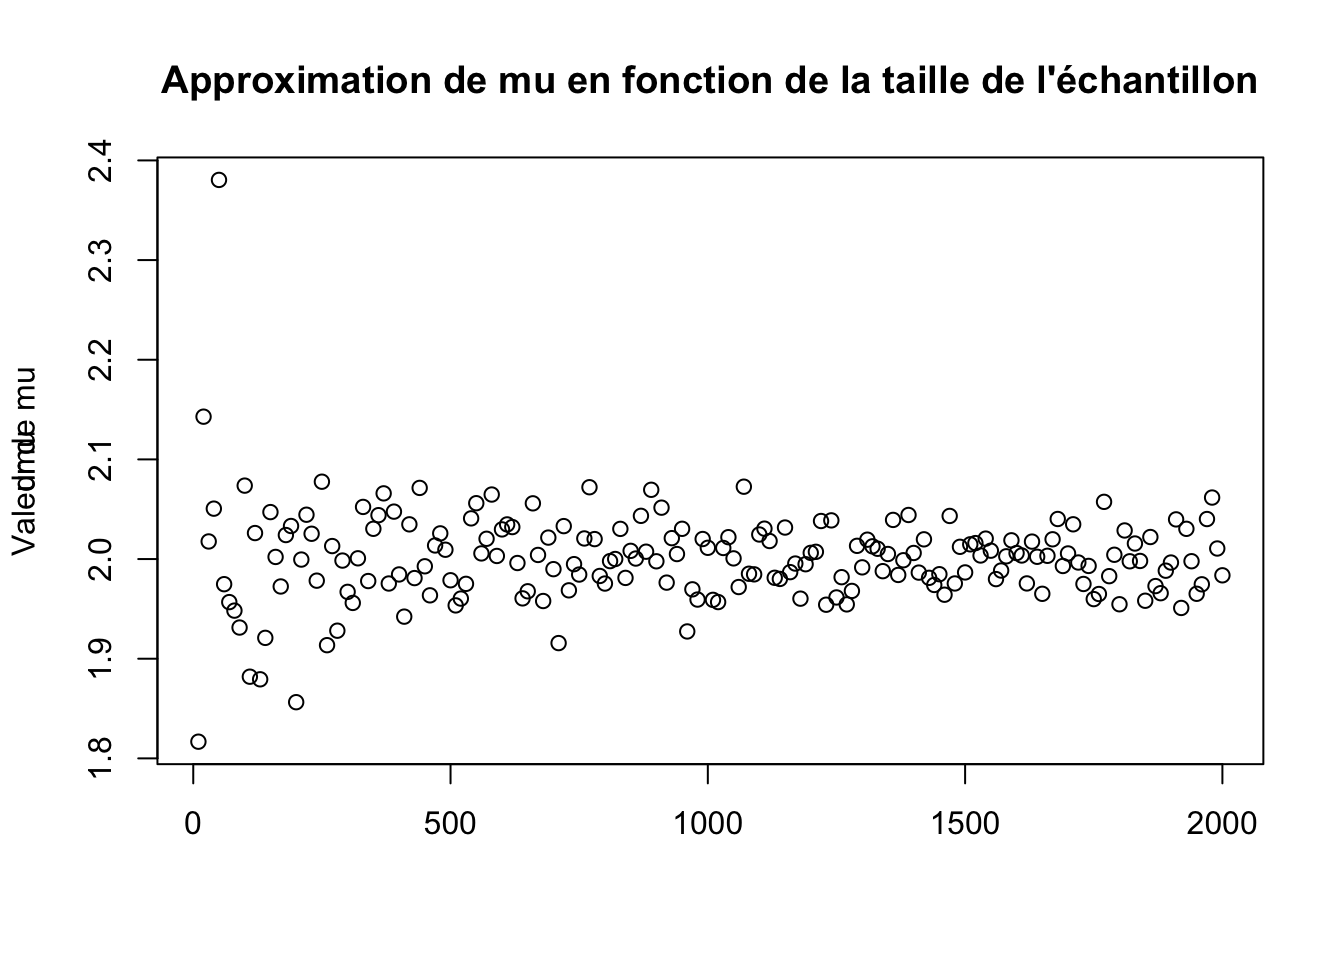 Approximation de mu en fonction de la taille de l'échantillon
2.4
2.3
2.2
2.1
2.0
1.9
1.8
mu
0 500 1000 1500 2000